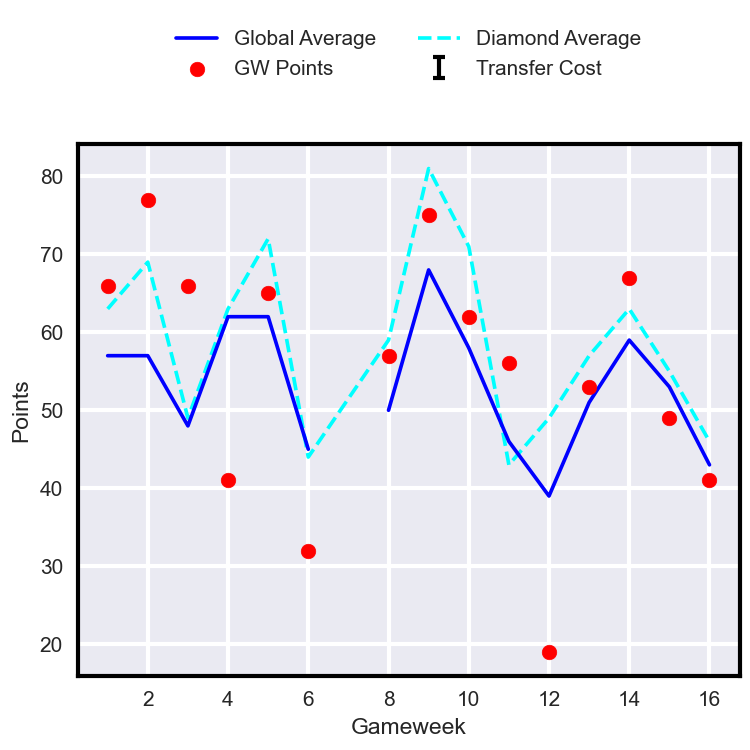 Global Average
Diamond Average
GW Points
Transfer Cost
80
70
60
50
40
30
20
Points
2 4 6 8 10 12 14 16
Gameweek